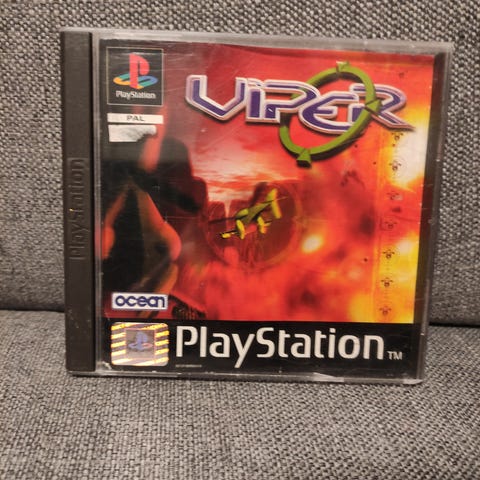 PlayStation
PAL
VIPER
PlayStation
ocean
PlayStation™